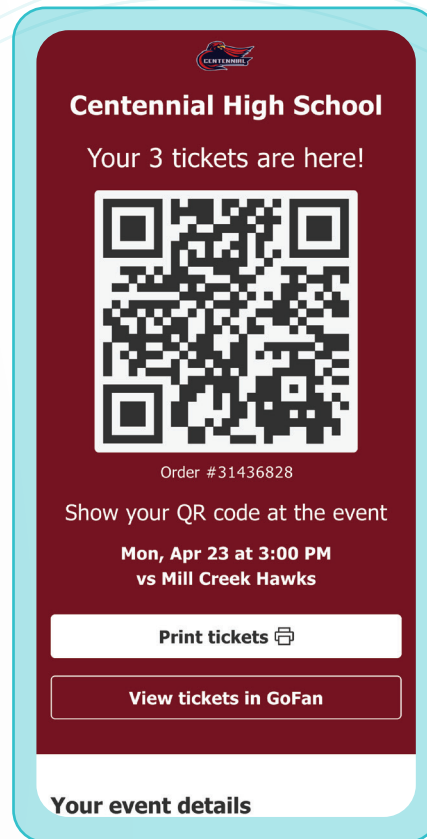 CENTENNIAL
Centennial High School
Your 3 tickets are here!
Order #31436828
Show your QR code at the event
Mon, Apr 23 at 3:00 PM
vs Mill Creek Hawks
Print tickets
View tickets in GoFan
Your event details